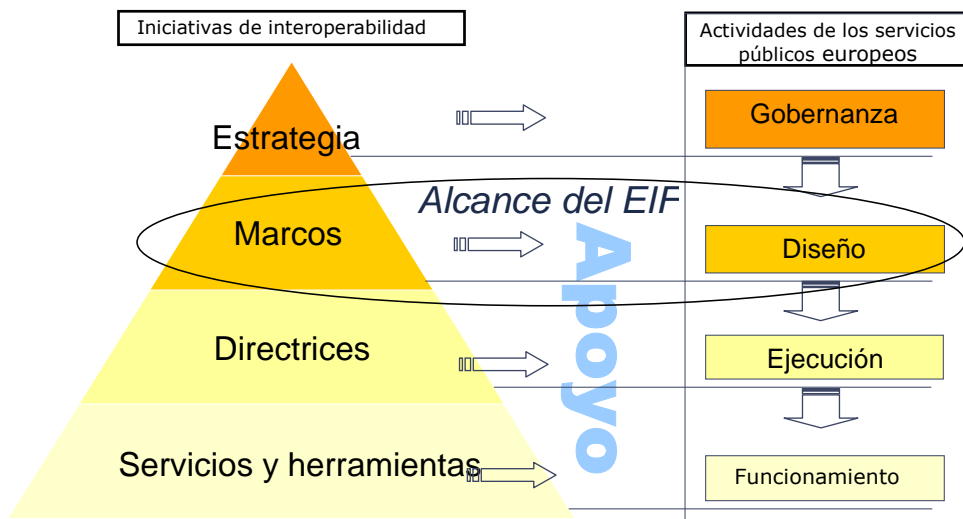 Iniciativas de interoperabilidad
Actividades de los servicios
públicos europeos
Estrategia
Gobernanza
Alcance del EIF
Marcos
Diseño
Apoyo
Directrices
Ejecución
Servicios y herramientas
Funcionamiento